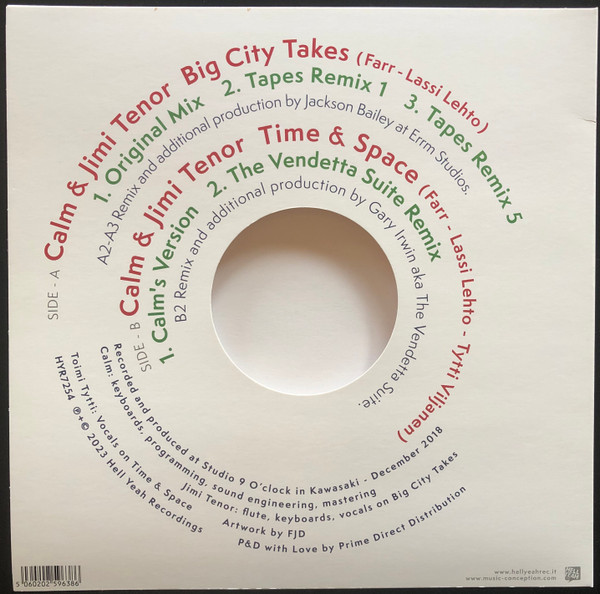 SIDE - A Calm & Jimi Tenor Big City Takes (Farr - Lassi Lehto)
1. Original Mix 2. Tapes Remix 1 3. Tapes Remix 5
A2-A3 Remix and additional production by Jackson Bailey at Errm Studios.
SIDE - B Calm & Jimi Tenor Time & Space (Farr - Lassi Lehto - Tytti Viljanen)
1. Calm's Version 2. The Vendetta Suite Remix
B2 Remix and additional production by Gary Irwin aka The Vendetta Suite.
Recorded and produced at Studio 9 O'clock in Kawasaki - December 2018
Calm: keyboards, programming, sound engineering, mastering
Jimi Tenor: flute, keyboards, vocals on Big City Takes
Toimi Tytti: Vocals on Time & Space
Artwork by FJD
P&D with Love by Prime Direct Distribution
HYR7254 ℗+© 2023 Hell Yeah Recordings
5 060202 596386
www.hellyeahrec.it
www.music-conception.com